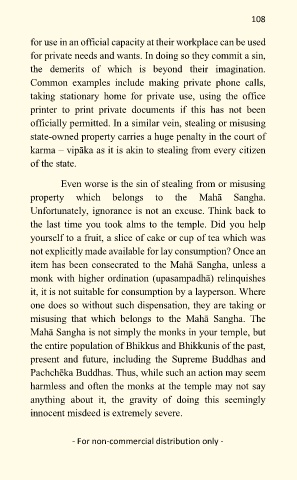 108
for use in an official capacity at their workplace can be used
for private needs and wants. In doing so they commit a sin,
the demerits of which is beyond their imagination.
Common examples include making private phone calls,
taking stationary home for private use, using the office
printer to print private documents if this has not been
officially permitted. In a similar vein, stealing or misusing
state-owned property carries a huge penalty in the court of
karma – vipāka as it is akin to stealing from every citizen
of the state.
Even worse is the sin of stealing from or misusing
property which belongs to the Mahā Sangha.
Unfortunately, ignorance is not an excuse. Think back to
the last time you took alms to the temple. Did you help
yourself to a fruit, a slice of cake or cup of tea which was
not explicitly made available for lay consumption? Once an
item has been consecrated to the Mahā Sangha, unless a
monk with higher ordination (upasampadhā) relinquishes
it, it is not suitable for consumption by a layperson. Where
one does so without such dispensation, they are taking or
misusing that which belongs to the Mahā Sangha. The
Mahā Sangha is not simply the monks in your temple, but
the entire population of Bhikkus and Bhikkunis of the past,
present and future, including the Supreme Buddhas and
Pachchēka Buddhas. Thus, while such an action may seem
harmless and often the monks at the temple may not say
anything about it, the gravity of doing this seemingly
innocent misdeed is extremely severe.
- For non-commercial distribution only -